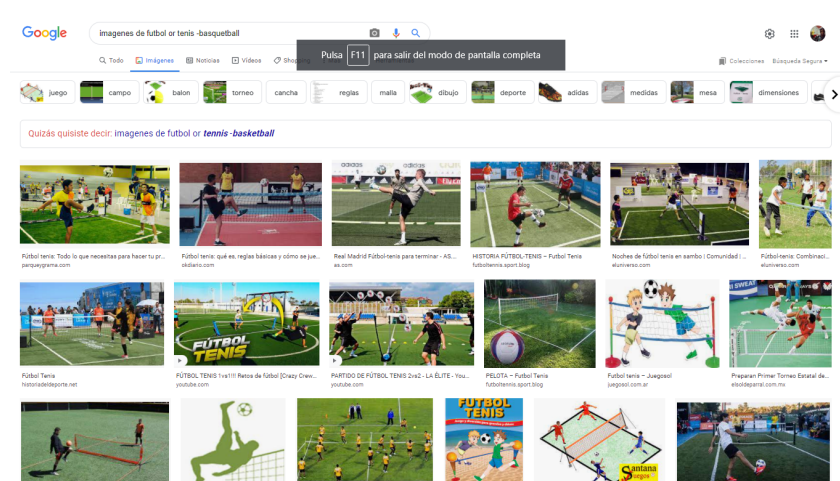 Google
imagenes de futbol or tenis -basquetball
Pulsa F11 para salir del modo de pantalla completa
Todo Imágenes Noticias Vídeos Shopping
Colecciones Búsqueda Segura
juego campo balon torneo cancha reglas malla dibujo deporte adidas medidas mesa dimensiones
Quizás quisiste decir: imagenes de futbol or tennis -basketball
adidas adidas
Fútbol tenis: Todo lo que necesitas para hacer tu pr...
parqueygrama.com
Fútbol tenis: qué es, reglas básicas y cómo se jue...
okdiario.com
Real Madrid Fútbol-tenis para terminar - AS....
as.com
HISTORIA FÚTBOL-TENIS – Futbol Tenis
futboltennis.sport.blog
Noches de fútbol tenis en sambo | Comunidad | ...
eluniverso.com
Fútbol-tenis: Combinaci...
eluniverso.com
FÚTBOL
TENIS
Fútbol Tenis
historiadeldeporte.net
FÚTBOL TENIS 1vs1!!! Retos de fútbol [Crazy Crew...
youtube.com
PARTIDO DE FÚTBOL TENIS 2vs2 - LA ÉLITE - You...
youtube.com
PELOTA – Futbol Tenis
futboltennis.sport.blog
Futbol tenis – Juegosol
juegosol.com.ar
Preparan Primer Torneo Estatal de...
elsoldeparral.com.mx
FUTBOL
TENIS
Santana